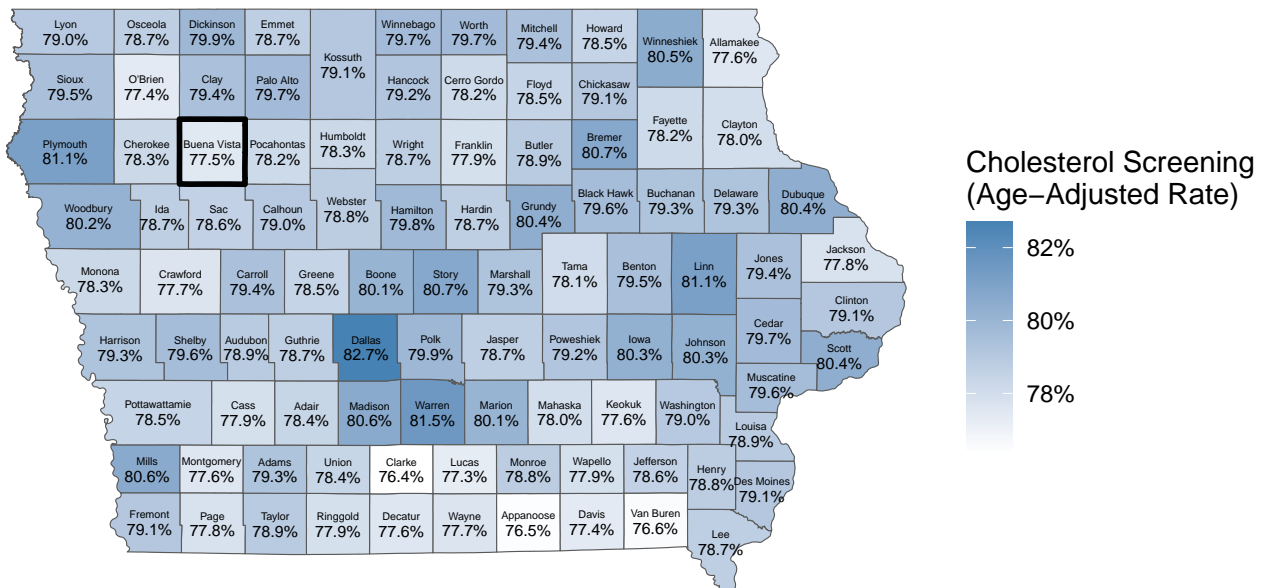 Lyon
79.0%
Osceola
78.7%
Dickinson
79.9%
Emmet
78.7%
Kossuth
79.1%
Winnebago
79.7%
Worth
79.7%
Mitchell
79.4%
Howard
78.5%
Winneshiek
80.5%
Allamakee
77.6%
Sioux
79.5%
O'Brien
77.4%
Clay
79.4%
Palo Alto
79.7%
Hancock
79.2%
Cerro Gordo
78.2%
Floyd
78.5%
Chickasaw
79.1%
Fayette
78.2%
Clayton
78.0%
Plymouth
81.1%
Cherokee
78.3%
Buena Vista
77.5%
Pocahontas
78.2%
Humboldt
78.3%
Wright
78.7%
Franklin
77.9%
Butler
78.9%
Bremer
80.7%
Woodbury
80.2%
Ida
78.7%
Sac
78.6%
Calhoun
79.0%
Webster
78.8%
Hamilton
79.8%
Hardin
78.7%
Grundy
80.4%
Black Hawk
79.6%
Buchanan
79.3%
Delaware
79.3%
Dubuque
80.4%
Monona
78.3%
Crawford
77.7%
Carroll
79.4%
Greene
78.5%
Boone
80.1%
Story
80.7%
Marshall
79.3%
Tama
78.1%
Benton
79.5%
Linn
81.1%
Jones
79.4%
Jackson
77.8%
Clinton
79.1%
Harrison
79.3%
Shelby
79.6%
Audubon
78.9%
Guthrie
78.7%
Dallas
82.7%
Polk
79.9%
Jasper
78.7%
Poweshiek
79.2%
Iowa
80.3%
Johnson
80.3%
Cedar
79.7%
Scott
80.4%
Muscatine
79.6%
Pottawattamie
78.5%
Cass
77.9%
Adair
78.4%
Madison
80.6%
Warren
81.5%
Marion
80.1%
Mahaska
78.0%
Keokuk
77.6%
Washington
79.0%
Louisa
78.9%
Mills
80.6%
Montgomery
77.6%
Adams
79.3%
Union
78.4%
Clarke
76.4%
Lucas
77.3%
Monroe
78.8%
Wapello
77.9%
Jefferson
78.6%
Henry
78.8%
Des Moines
79.1%
Fremont
79.1%
Page
77.8%
Taylor
78.9%
Ringgold
77.9%
Decatur
77.6%
Wayne
77.7%
Appanoose
76.5%
Davis
77.4%
Van Buren
76.6%
Lee
78.7%
Cholesterol Screening
(Age−Adjusted Rate)
82%
80%
78%